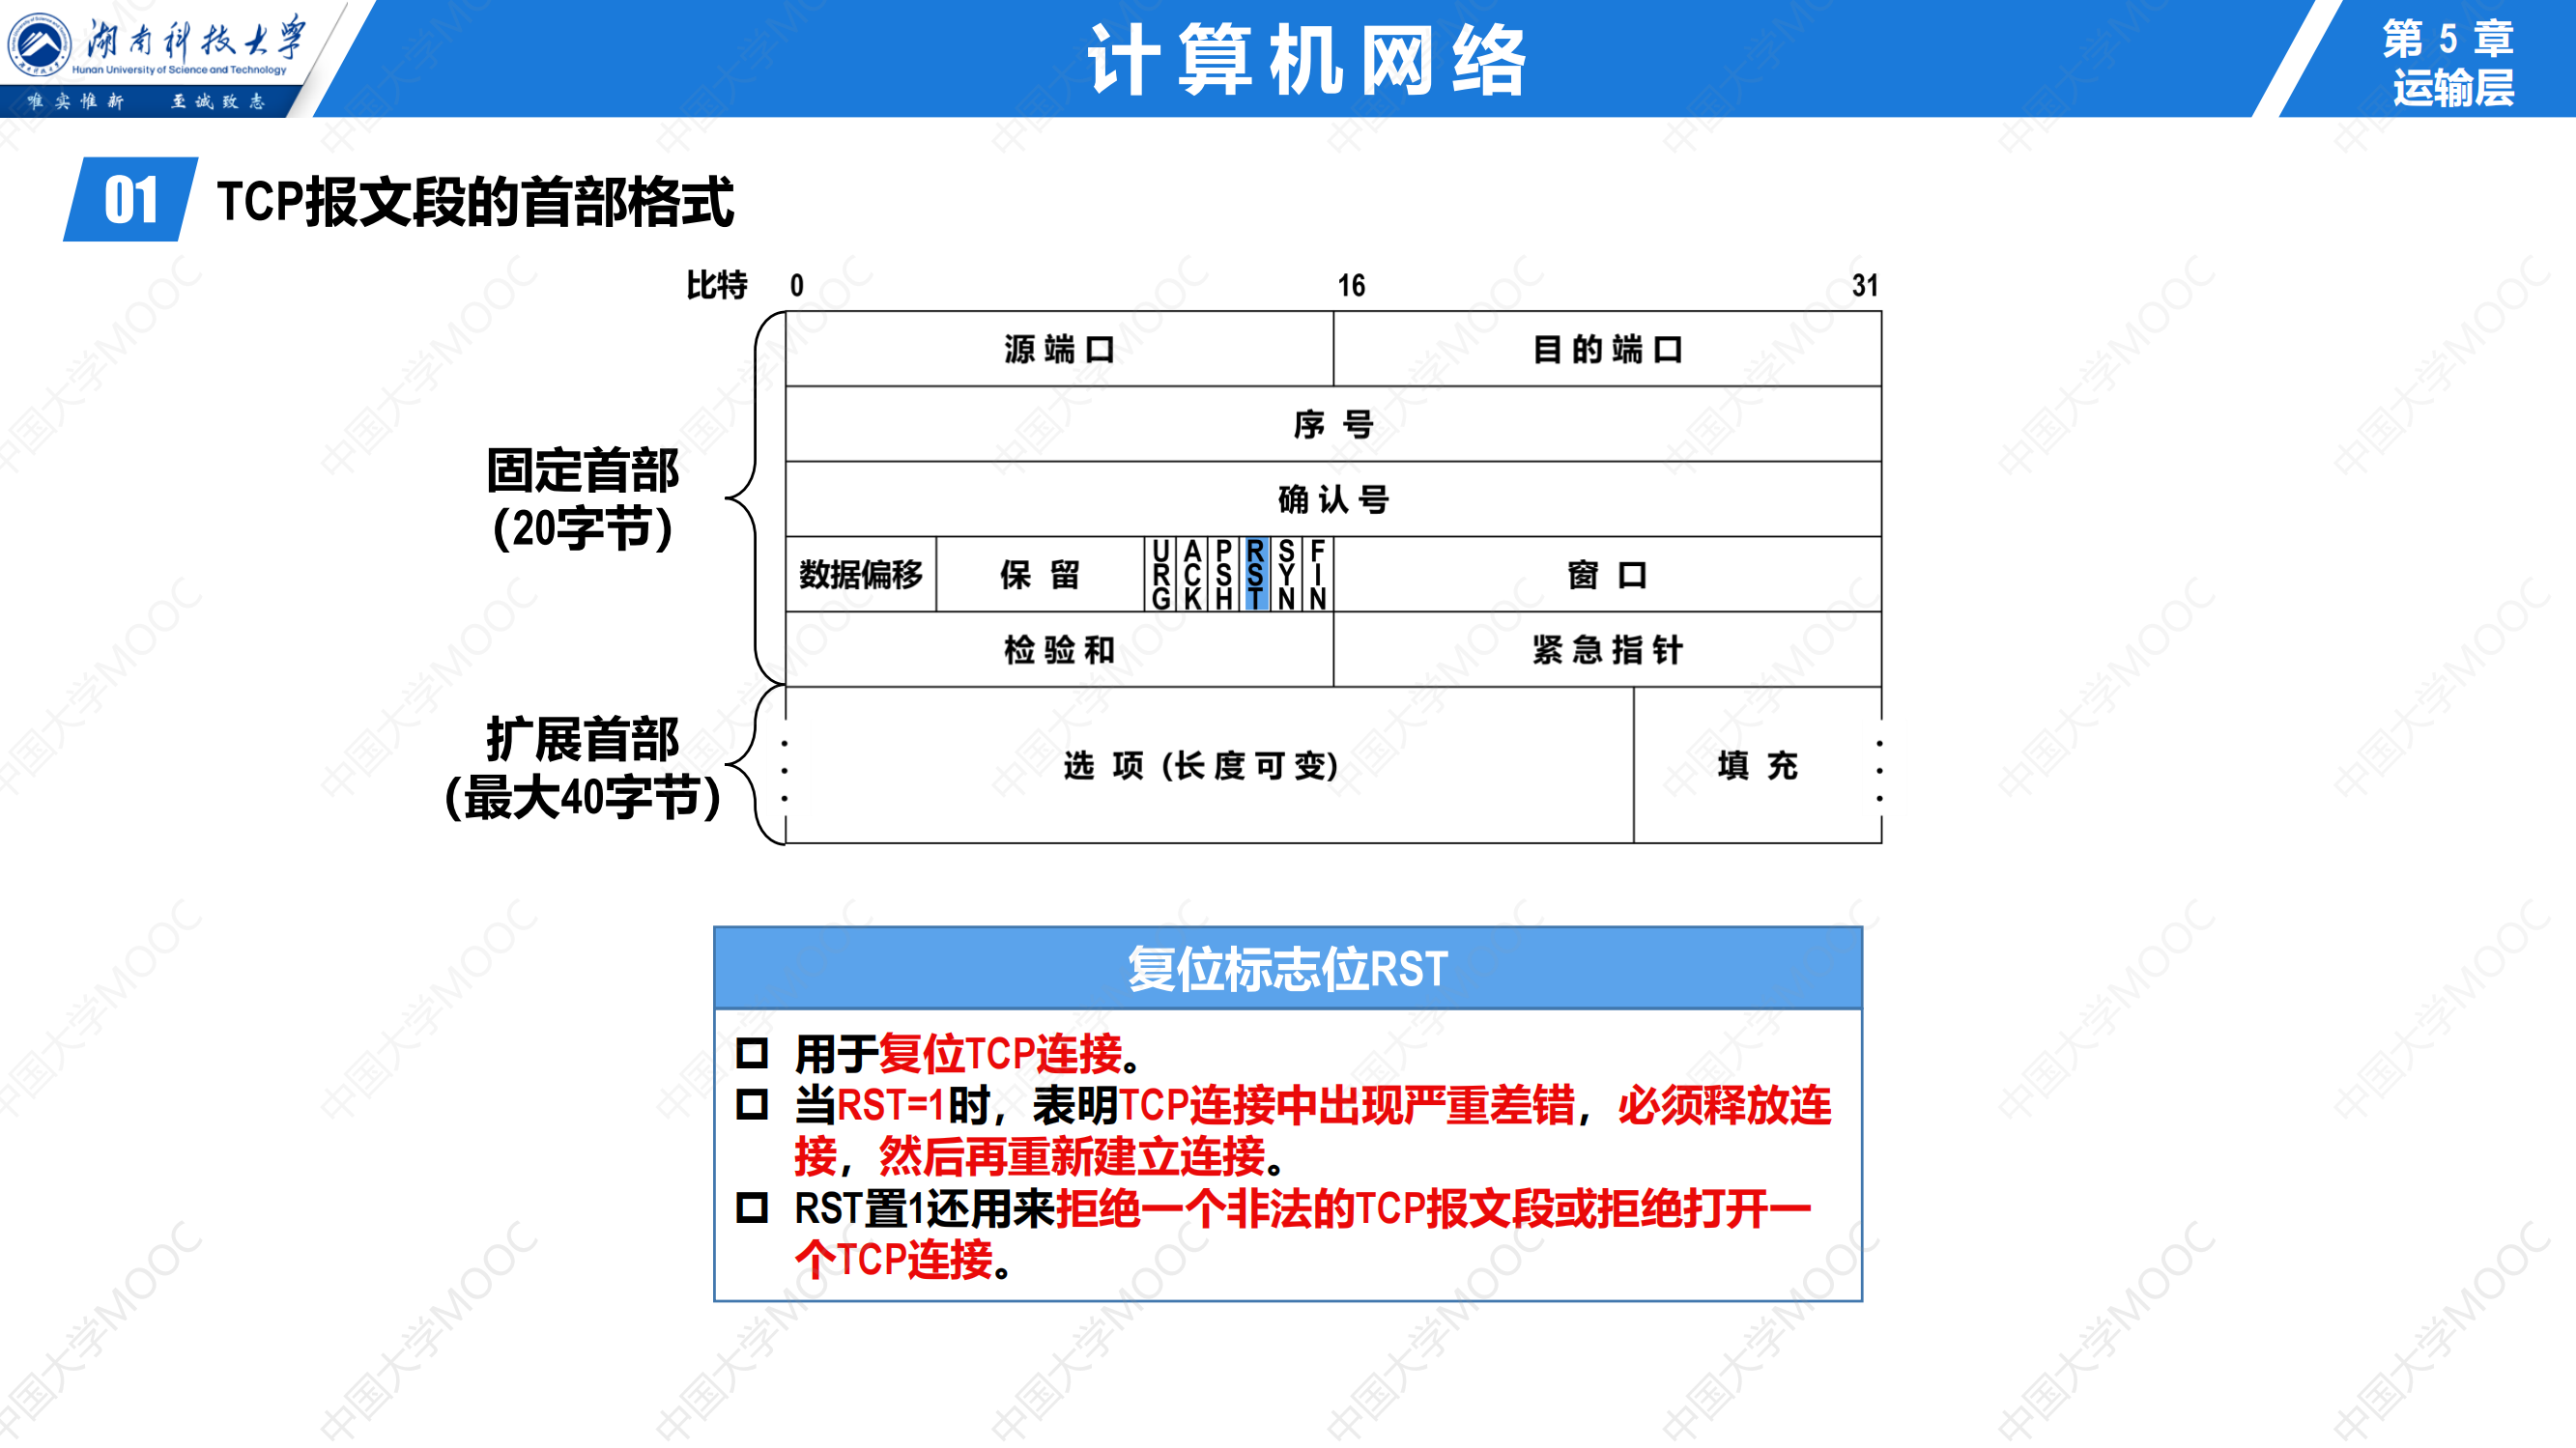 湖南科技大学
Hunan University of Science and Technology
唯实惟新 至诚致志
计算机网络
第 5 章
运输层
01 TCP报文段的首部格式
比特 0 16 31
源端口 目的端口
序号
确认号
固定首部
(20字节)
数据偏移 保留 URG ACK PSH RST SYN FIN 窗口
检验和 紧急指针
扩展首部
(最大40字节)
选项 (长度可变) 填充
复位标志位RST
用于复位TCP连接。
当RST=1时，表明TCP连接中出现严重差错，必须释放连
接，然后再重新建立连接。
RST置1还用来拒绝一个非法的TCP报文段或拒绝打开一
个TCP连接。
中国大学MOOC